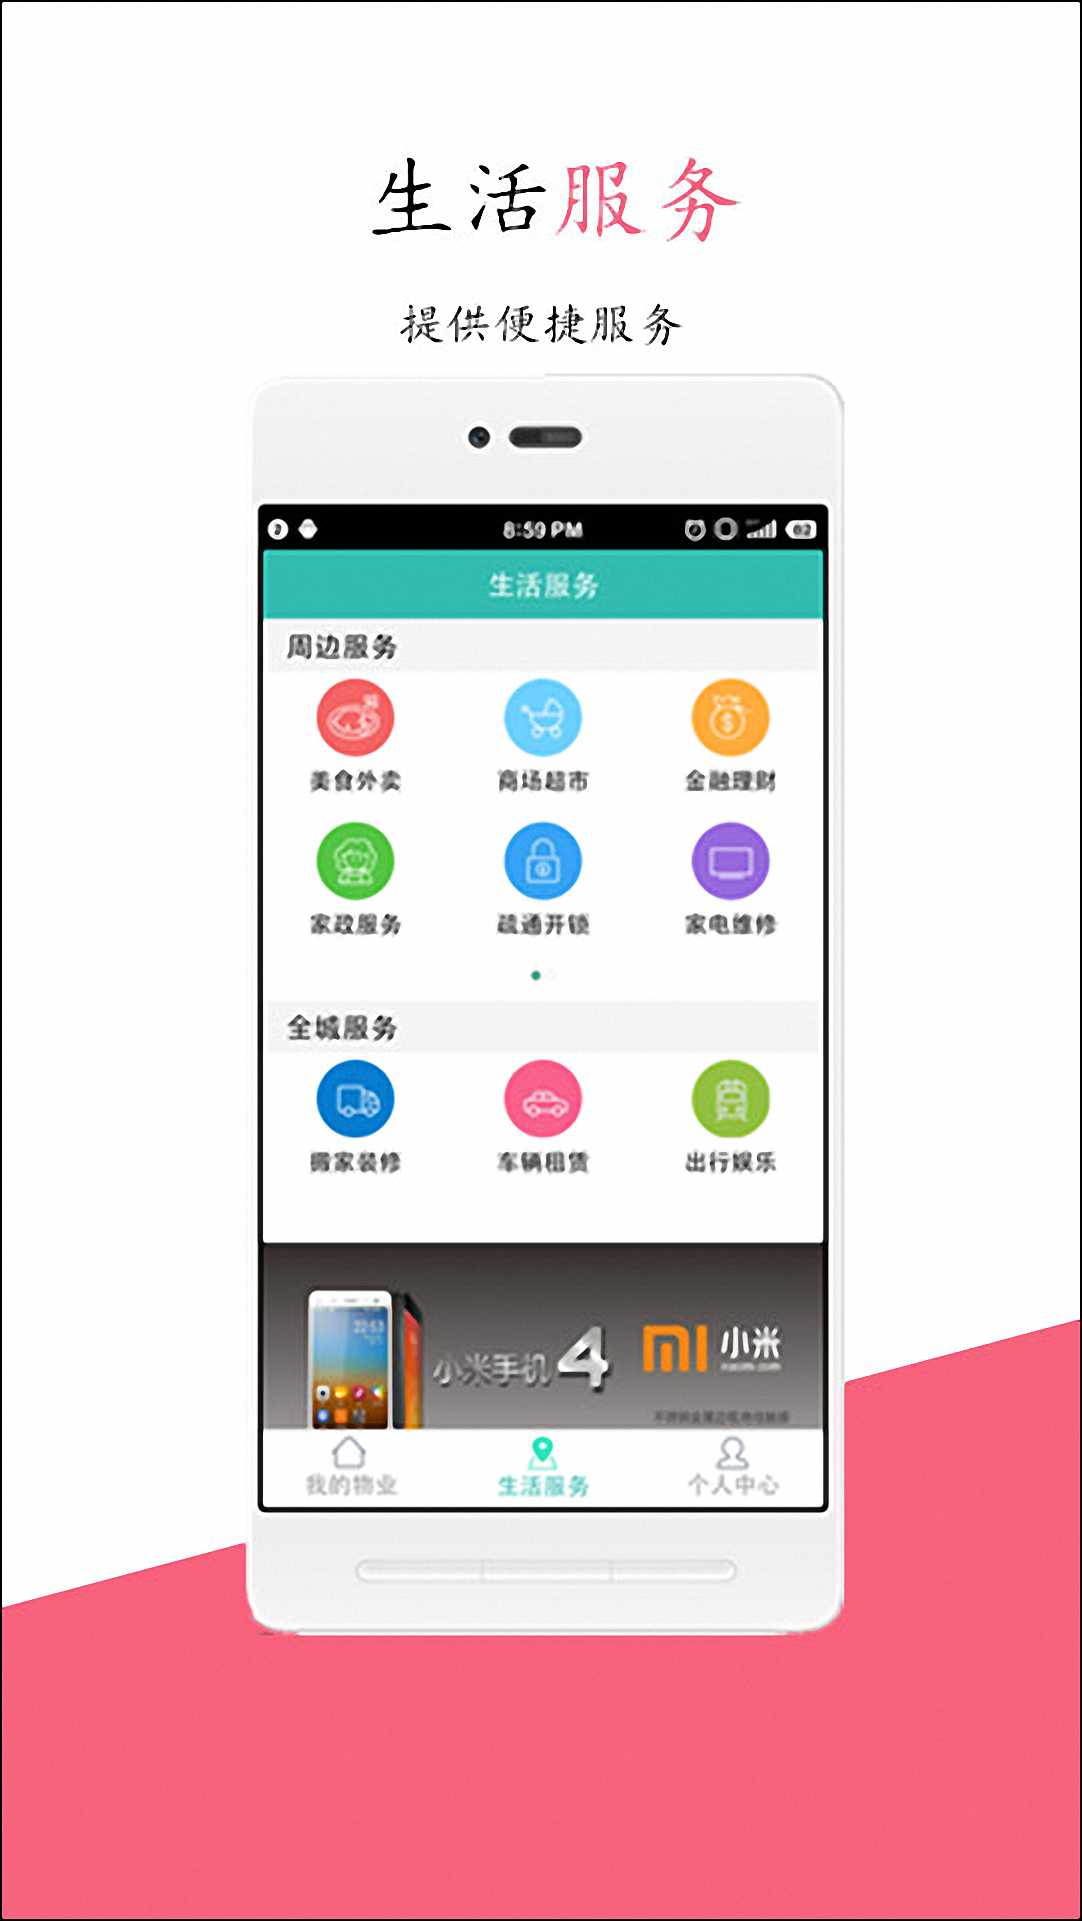 生活服务
提供便捷服务
8:59 PM
生活服务
周边服务
美食外卖 商场超市 金融理财
家政服务 疏通开锁 家电维修
全城服务
搬家装修 车辆租赁 出行娱乐
22:53
小米手机4 小米
我的物业 生活服务 个人中心